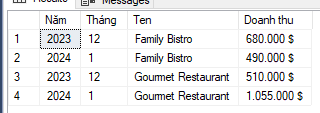 Results Messages
Năm Tháng Ten Doanh thu
1 2023 12 Family Bistro 680.000 $
2 2024 1 Family Bistro 490.000 $
3 2023 12 Gourmet Restaurant 510.000 $
4 2024 1 Gourmet Restaurant 1.055.000 $